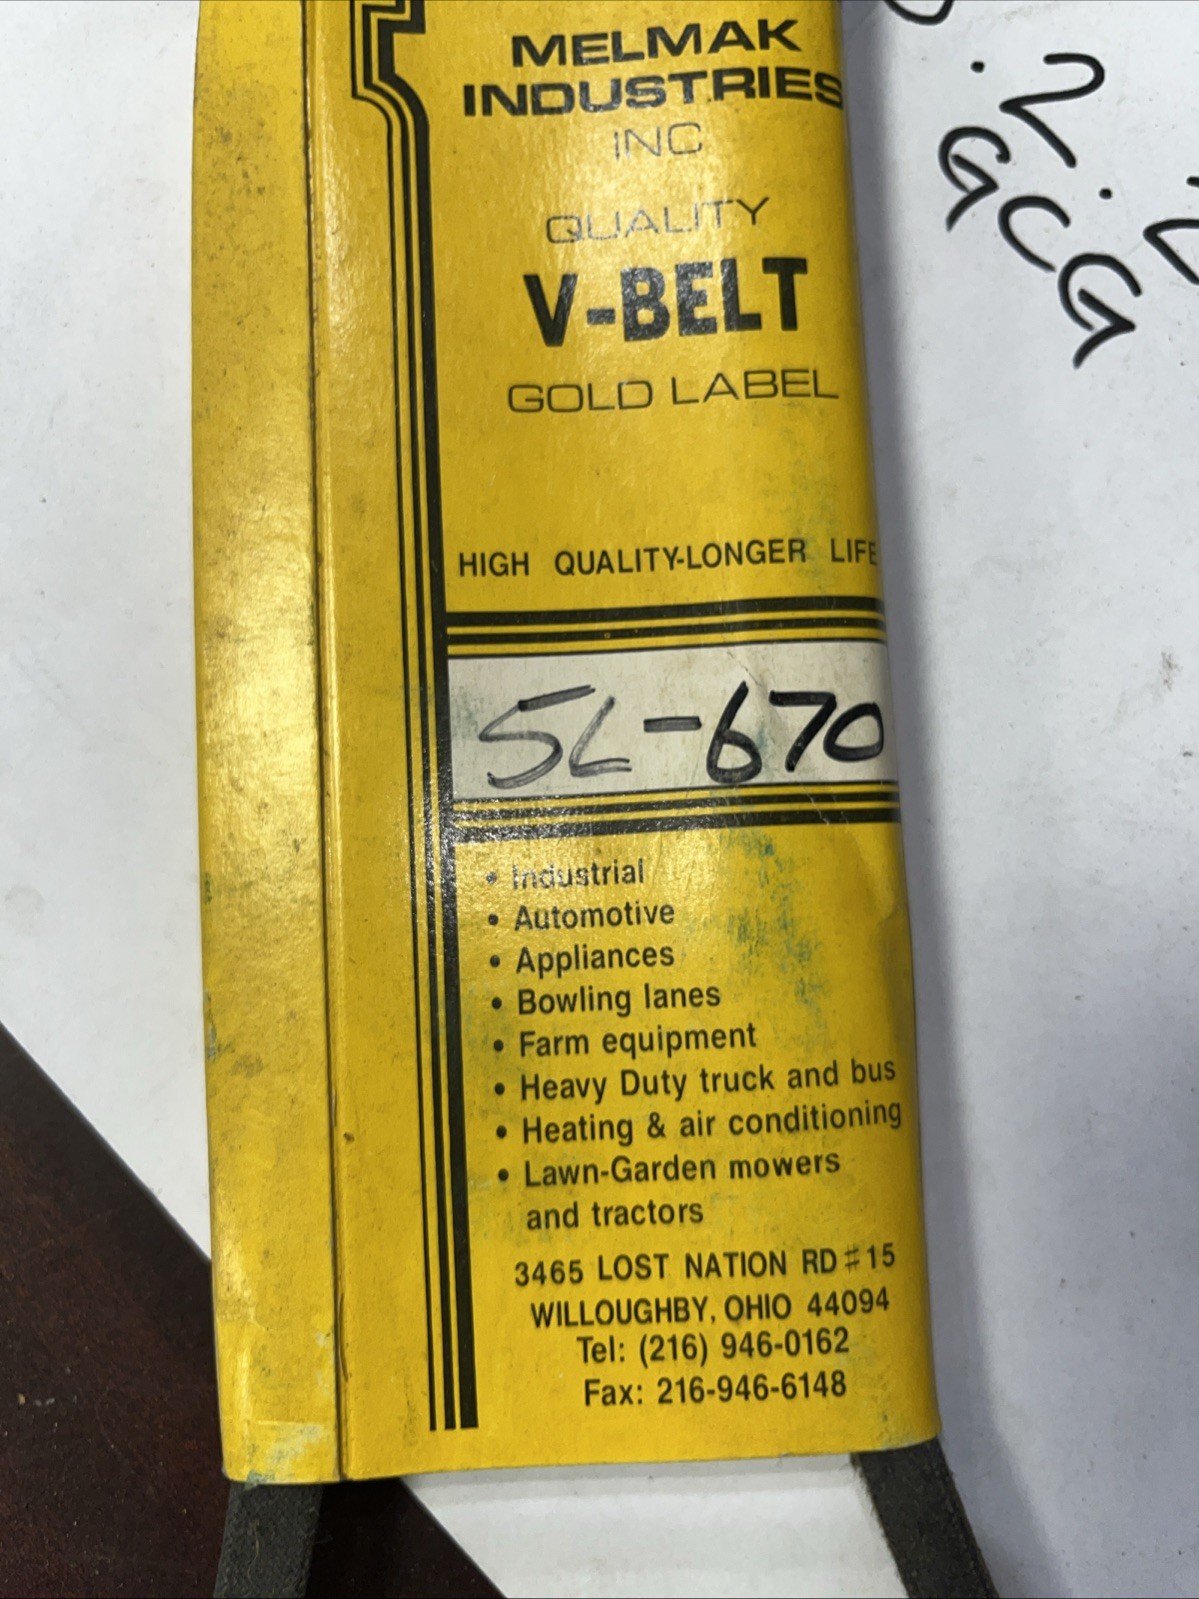 MELMAK
INDUSTRIES
INC
QUALITY
V-BELT
GOLD LABEL
HIGH QUALITY-LONGER LIFE
5L-670
• Industrial
• Automotive
• Appliances
• Bowling lanes
• Farm equipment
• Heavy Duty truck and bus
• Heating & air conditioning
• Lawn-Garden mowers
and tractors
3465 LOST NATION RD #15
WILLOUGHBY, OHIO 44094
Tel: (216) 946-0162
Fax: 216-946-6148
GCG